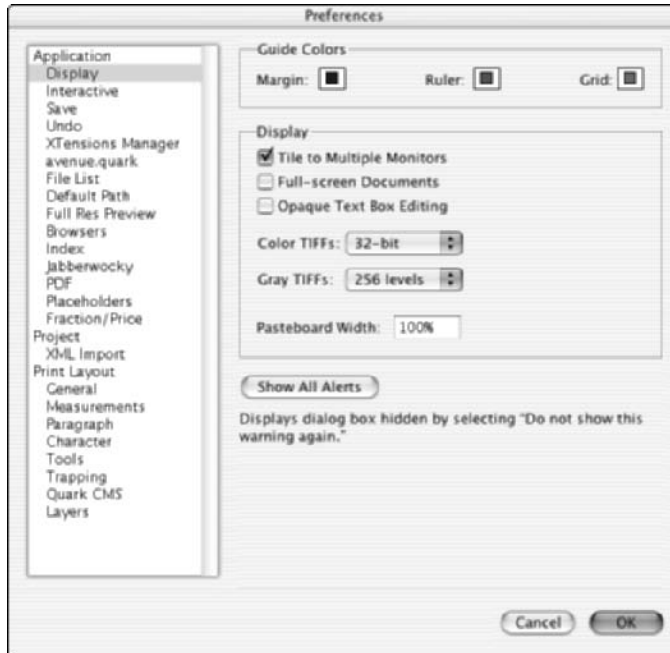 Preferences
Application
Display
Interactive
Save
Undo
XTensions Manager
avenue.quark
File List
Default Path
Full Res Preview
Browsers
Index
Jabberwocky
PDF
Placeholders
Fraction/Price
Project
XML Import
Print Layout
General
Measurements
Paragraph
Character
Tools
Trapping
Quark CMS
Layers
Guide Colors
Margin: Ruler: Grid:
Display
Tile to Multiple Monitors
Full-screen Documents
Opaque Text Box Editing
Color TIFFs: 32-bit
Gray TIFFs: 256 levels
Pasteboard Width: 100%
Show All Alerts
Displays dialog box hidden by selecting "Do not show this
warning again."
Cancel OK